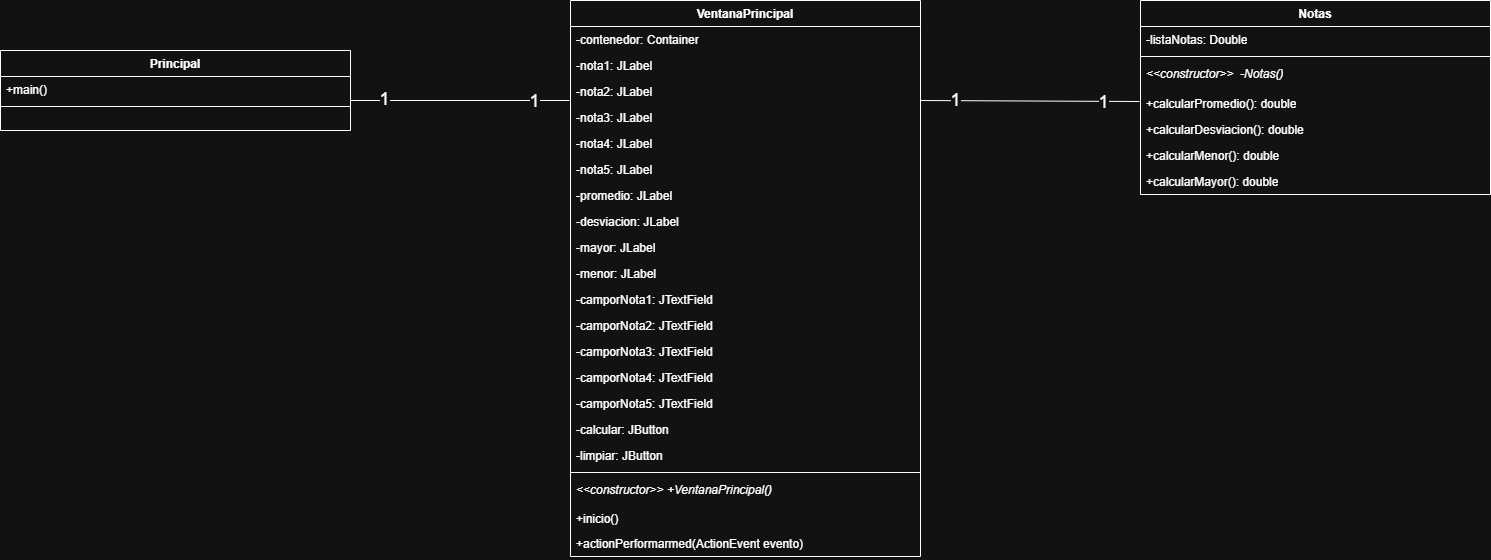 Principal
+main()
1
1
VentanaPrincipal
-contenedor: Container
-nota1: JLabel
-nota2: JLabel
-nota3: JLabel
-nota4: JLabel
-nota5: JLabel
-promedio: JLabel
-desviacion: JLabel
-mayor: JLabel
-menor: JLabel
-camporNota1: JTextField
-camporNota2: JTextField
-camporNota3: JTextField
-camporNota4: JTextField
-camporNota5: JTextField
-calcular: JButton
-limpiar: JButton
<<constructor>> +VentanaPrincipal()
+inicio()
+actionPerformarmed(ActionEvent evento)
1
1
Notas
-listaNotas: Double
<<constructor>> -Notas()
+calcularPromedio(): double
+calcularDesviacion(): double
+calcularMenor(): double
+calcularMayor(): double